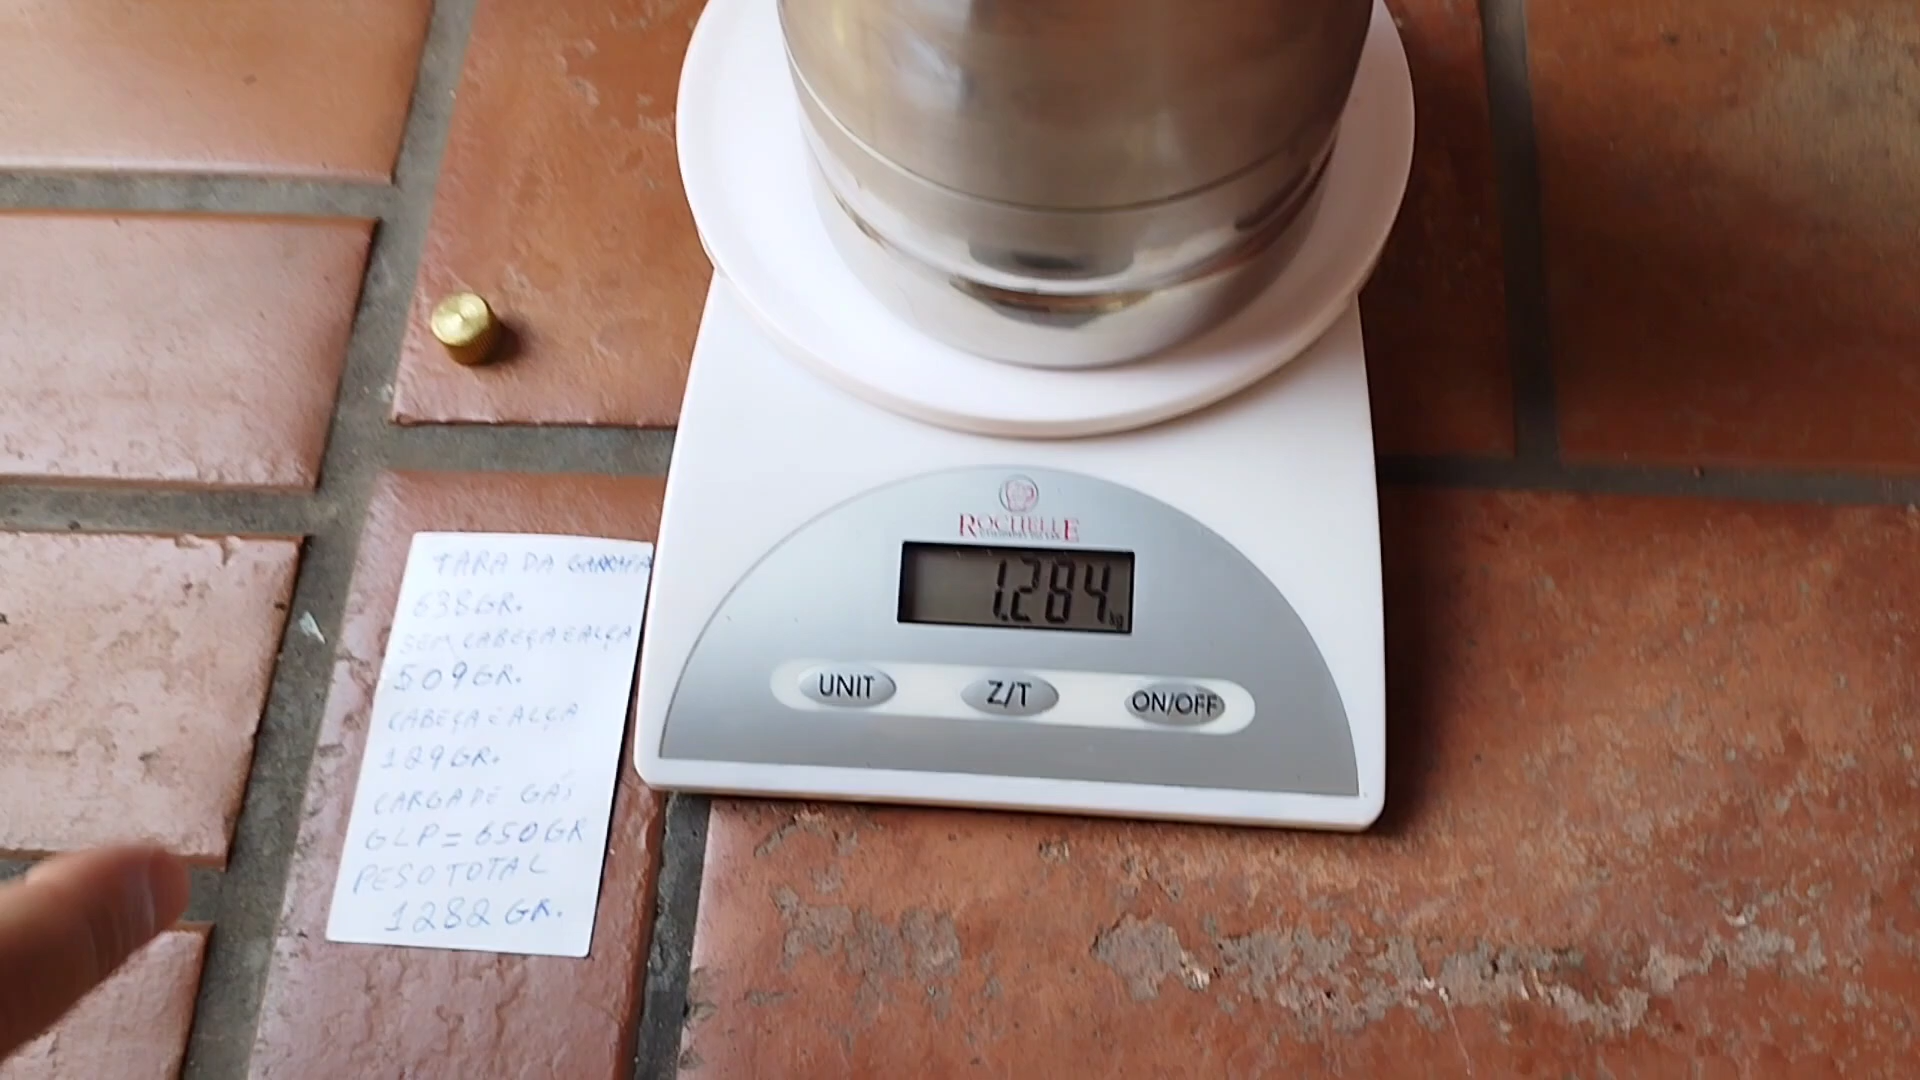 TARA DA GARRAFA
638GR.
SEM CABEÇA E ALÇA
509GR.
CABEÇA E ALÇA
129GR.
CARGA DE GÁS
GLP = 650GR
PESO TOTAL
1282 GR.
ROCHELLE
1.284 kg
UNIT
Z/T
ON/OFF